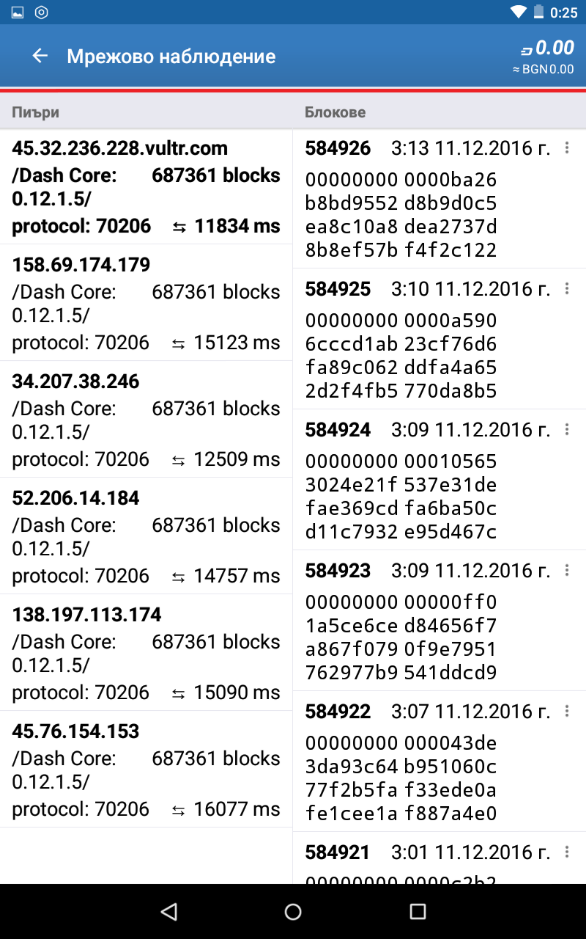 0:25
Мрежово наблюдение
0.00
≈ BGN 0.00
Пиъри
45.32.236.228.vultr.com
/Dash Core: 687361 blocks
0.12.1.5/
protocol: 70206 ⇆ 11834 ms
158.69.174.179
/Dash Core: 687361 blocks
0.12.1.5/
protocol: 70206 ⇆ 15123 ms
34.207.38.246
/Dash Core: 687361 blocks
0.12.1.5/
protocol: 70206 ⇆ 12509 ms
52.206.14.184
/Dash Core: 687361 blocks
0.12.1.5/
protocol: 70206 ⇆ 14757 ms
138.197.113.174
/Dash Core: 687361 blocks
0.12.1.5/
protocol: 70206 ⇆ 15090 ms
45.76.154.153
/Dash Core: 687361 blocks
0.12.1.5/
protocol: 70206 ⇆ 16077 ms
Блокове
584926 3:13 11.12.2016 г.
00000000 0000ba26
b8bd9552 d8b9d0c5
ea8c10a8 dea2737d
8b8ef57b f4f2c122
584925 3:10 11.12.2016 г.
00000000 0000a590
6cccd1ab 23cf76d6
fa89c062 ddfa4a65
2d2f4fb5 770da8b5
584924 3:09 11.12.2016 г.
00000000 00010565
3024e21f 537e31de
fae369cd fa6ba50c
d11c7932 e95d467c
584923 3:09 11.12.2016 г.
00000000 00000ff0
1a5ce6ce d84656f7
a867f079 0f9e7951
762977b9 541ddcd9
584922 3:07 11.12.2016 г.
00000000 000043de
3da93c64 b951060c
77f2b5fa f33ede0a
fe1cee1a f887a4e0
584921 3:01 11.12.2016 г.
00000000 0000c2b2